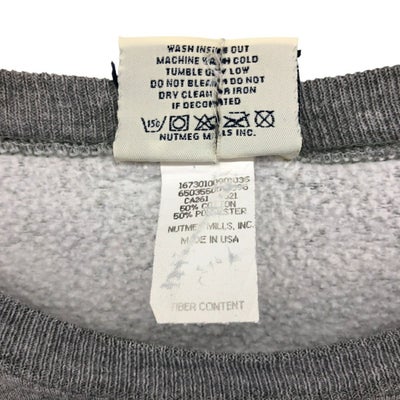 WASH INSIDE OUT
MACHINE WASH COLD
TUMBLE DRY LOW
DO NOT BLEACH DO NOT
DRY CLEAN OR IRON
IF DECORATED
NUTMEG MILLS INC.
CA261
50% COTTON
50% POLYESTER
NUTMEG MILLS, INC.
MADE IN USA
FIBER CONTENT